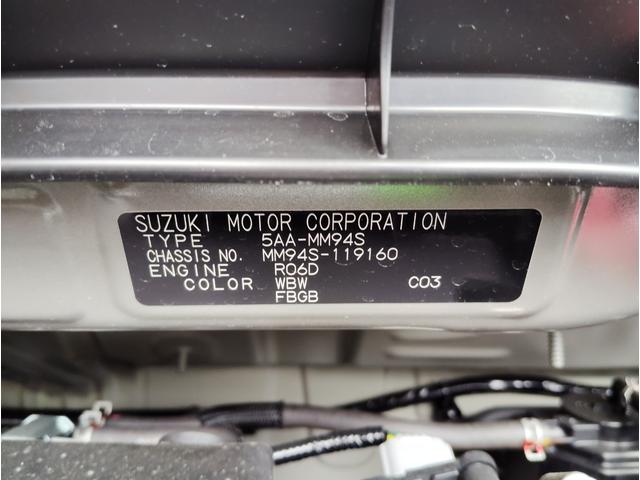 SUZUKI MOTOR CORPORATION
TYPE 5AA-MM94S
CHASSIS NO. MM94S-119160
ENGINE R06D
COLOR WBW C03
FBGB